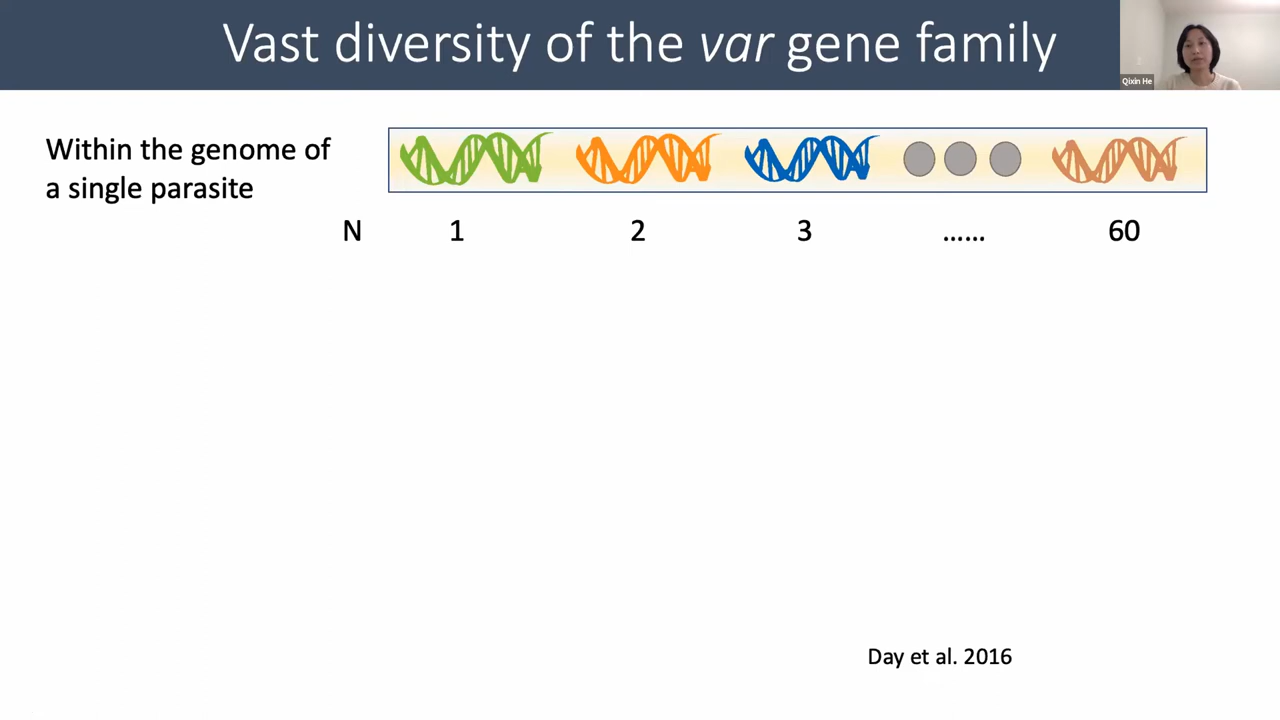 Vast diversity of the var gene family
Qixin He
Within the genome of
a single parasite
N 1 2 3 ...... 60
Day et al. 2016